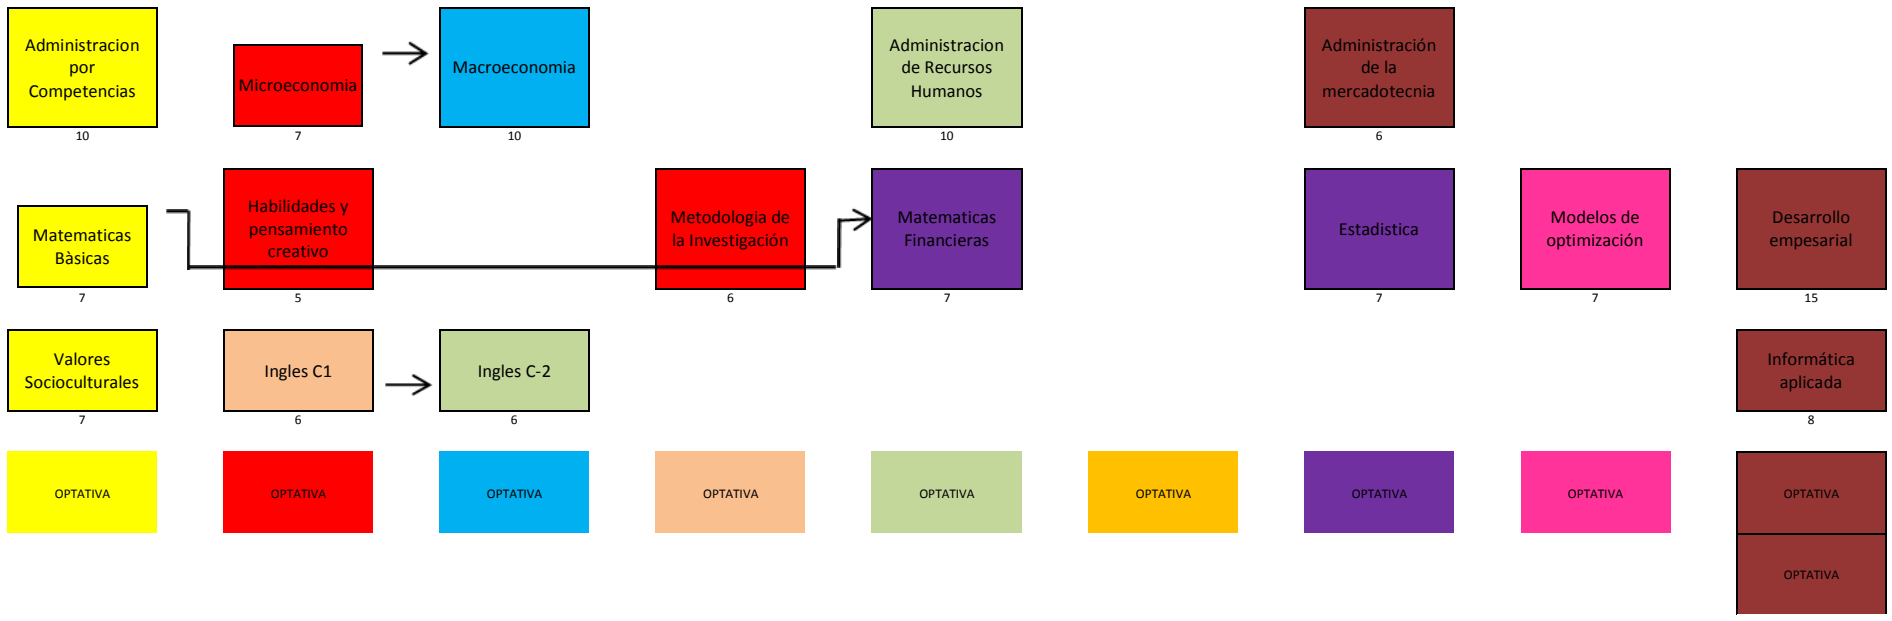 Administracion
por
Competencias
10
Microeconomia
7
Macroeconomia
10
Administracion
de Recursos
Humanos
10
Administración
de la
mercadotecnia
6
Matematicas
Bàsicas
7
Habilidades y
pensamiento
creativo
5
Metodologia de
la Investigación
6
Matematicas
Financieras
7
Estadistica
7
Modelos de
optimización
7
Desarrollo
empesarial
15
Valores
Socioculturales
7
Ingles C1
6
Ingles C-2
6
Informática
aplicada
8
OPTATIVA
OPTATIVA
OPTATIVA
OPTATIVA
OPTATIVA
OPTATIVA
OPTATIVA
OPTATIVA
OPTATIVA
OPTATIVA